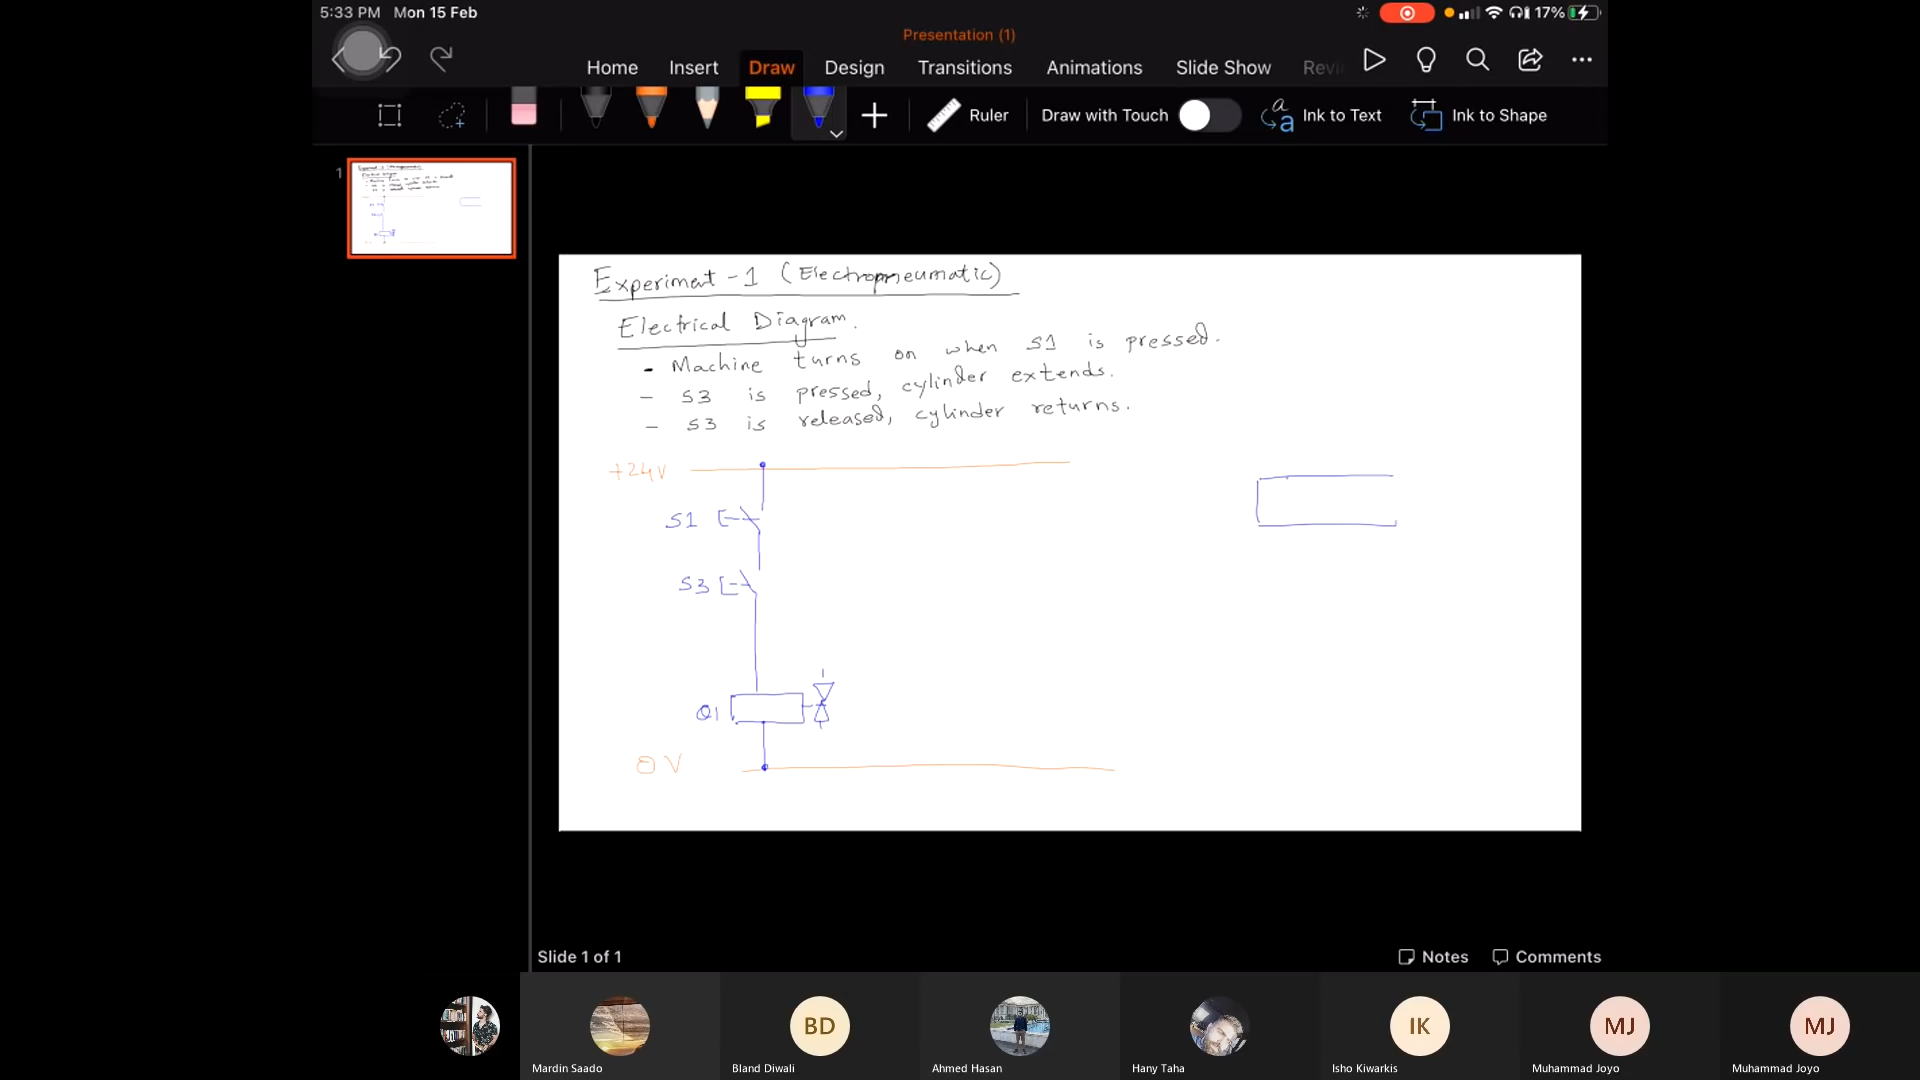 5:33 PM Mon 15 Feb
17%
Presentation (1)
Home Insert Draw Design Transitions Animations Slide Show Revi
Ruler Draw with Touch Ink to Text Ink to Shape
1
Experiment -1 (Electropneumatic)
Electrical Diagram.
- Machine turns on when S1 is pressed.
- S3 is pressed, cylinder extends.
- S3 is released, cylinder returns.
+24V
S1
S3
Q1
0 V
Slide 1 of 1
Notes Comments
BD IK MJ MJ
Mardin Saado Bland Diwali Ahmed Hasan Hany Taha Isho Kiwarkis Muhammad Joyo Muhammad Joyo